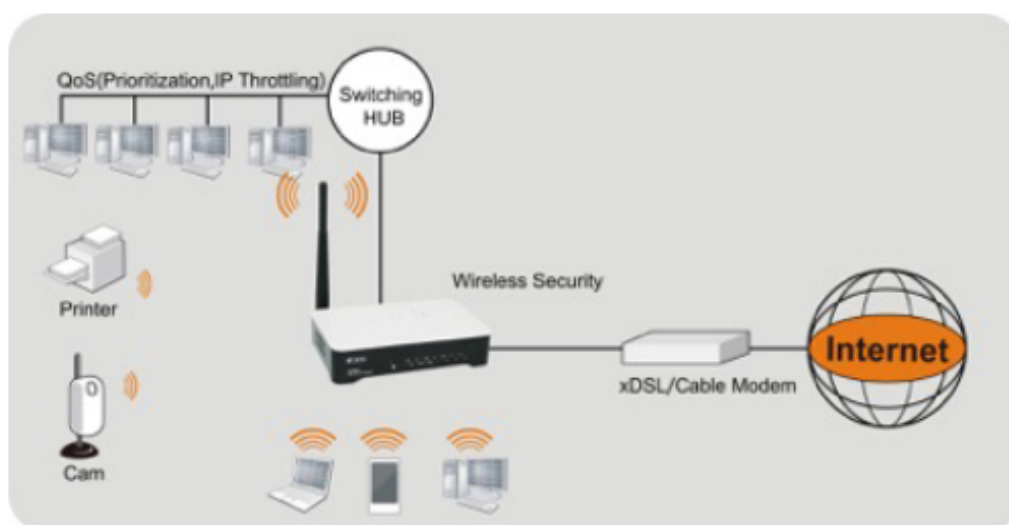 QoS(Prioritization,IP Throttling)
Switching
HUB
Printer
Wireless Security
Internet
xDSL/Cable Modem
Cam